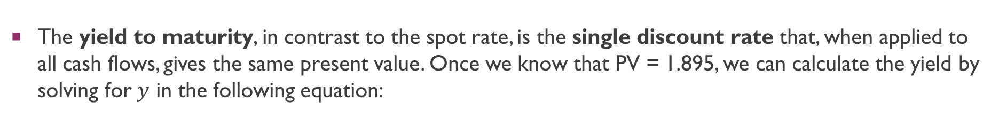 ▪ The yield to maturity, in contrast to the spot rate, is the single discount rate that, when applied to
all cash flows, gives the same present value. Once we know that PV = 1.895, we can calculate the yield by
solving for y in the following equation: